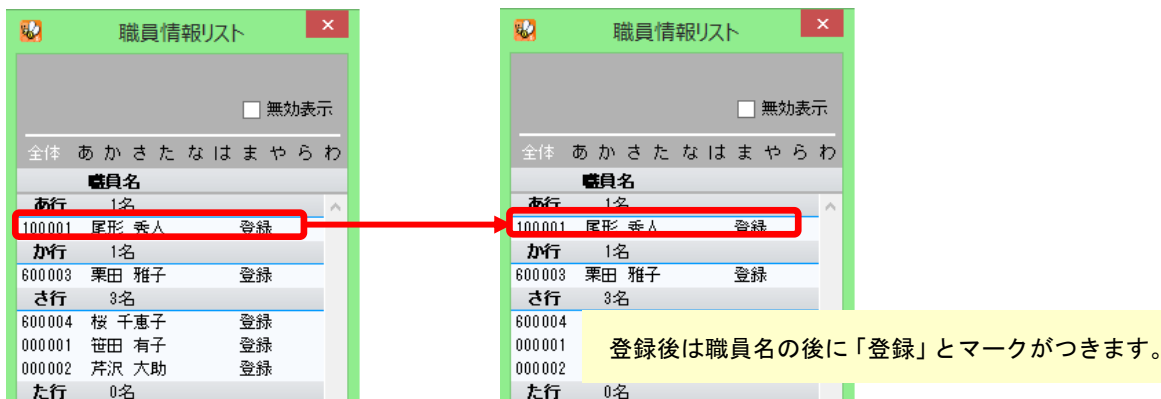 職員情報リスト
無効表示
全体 あ か さ た な は ま や ら わ
職員名
あ行 1名
100001 尾形 秀人 登録
か行 1名
600003 栗田 雅子 登録
さ行 3名
600004 桜 千恵子 登録
000001 笹田 有子 登録
000002 芹沢 大助 登録
た行 0名
職員情報リスト
無効表示
全体 あ か さ た な は ま や ら わ
職員名
あ行 1名
100001 尾形 秀人 登録
か行 1名
600003 栗田 雅子 登録
さ行 3名
600004
000001
000002
た行 0名
登録後は職員名の後に「登録」とマークがつきます。